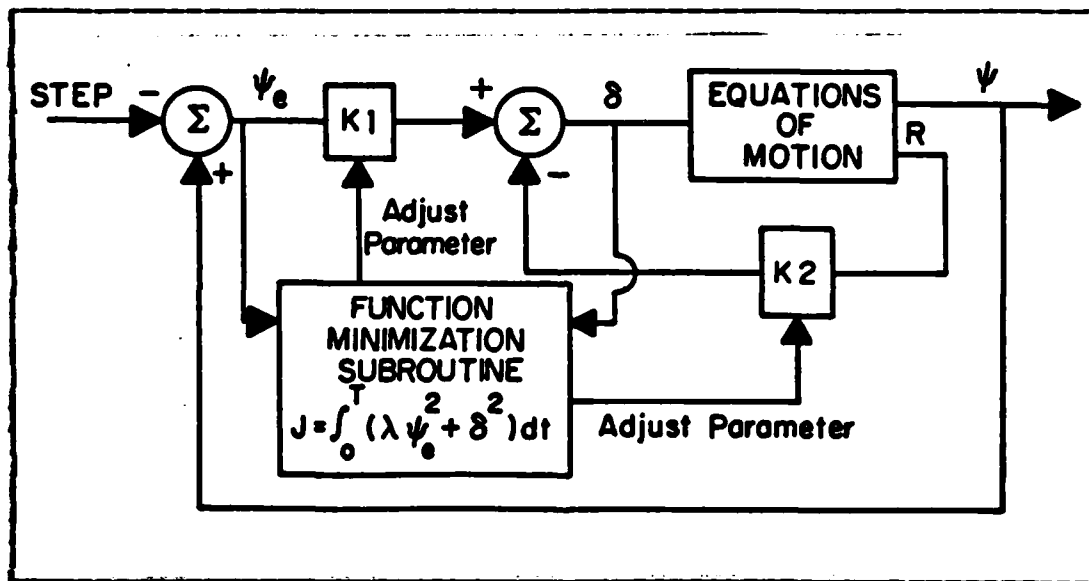 STEP
-
Σ
+
ψe
K1
+
Σ
-
δ
EQUATIONS
OF
MOTION
ψ
R
Adjust
Parameter
K2
FUNCTION
MINIMIZATION
SUBROUTINE
J=∫₀ᵀ(λψₑ²+δ²)dt
Adjust Parameter